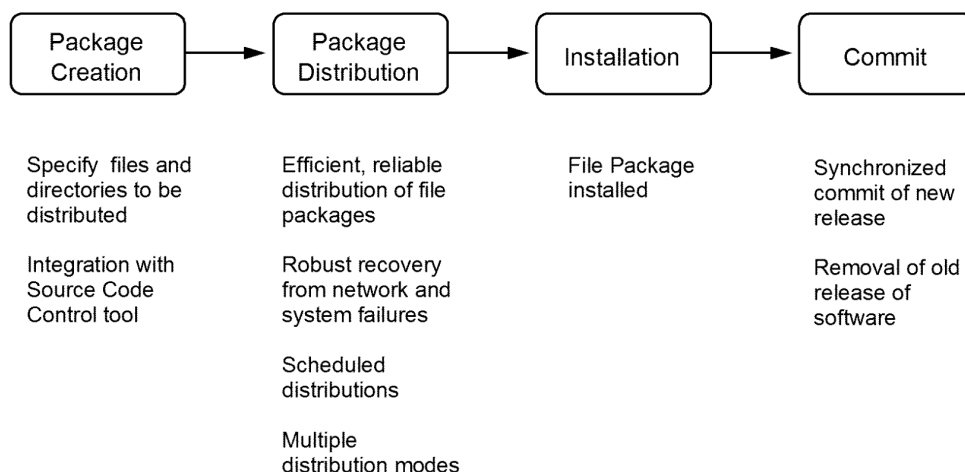 Package
Creation
Package
Distribution
Installation
Commit
Specify files and
directories to be
distributed
Integration with
Source Code
Control tool
Efficient, reliable
distribution of file
packages
Robust recovery
from network and
system failures
Scheduled
distributions
Multiple
distribution modes
File Package
installed
Synchronized
commit of new
release
Removal of old
release of
software